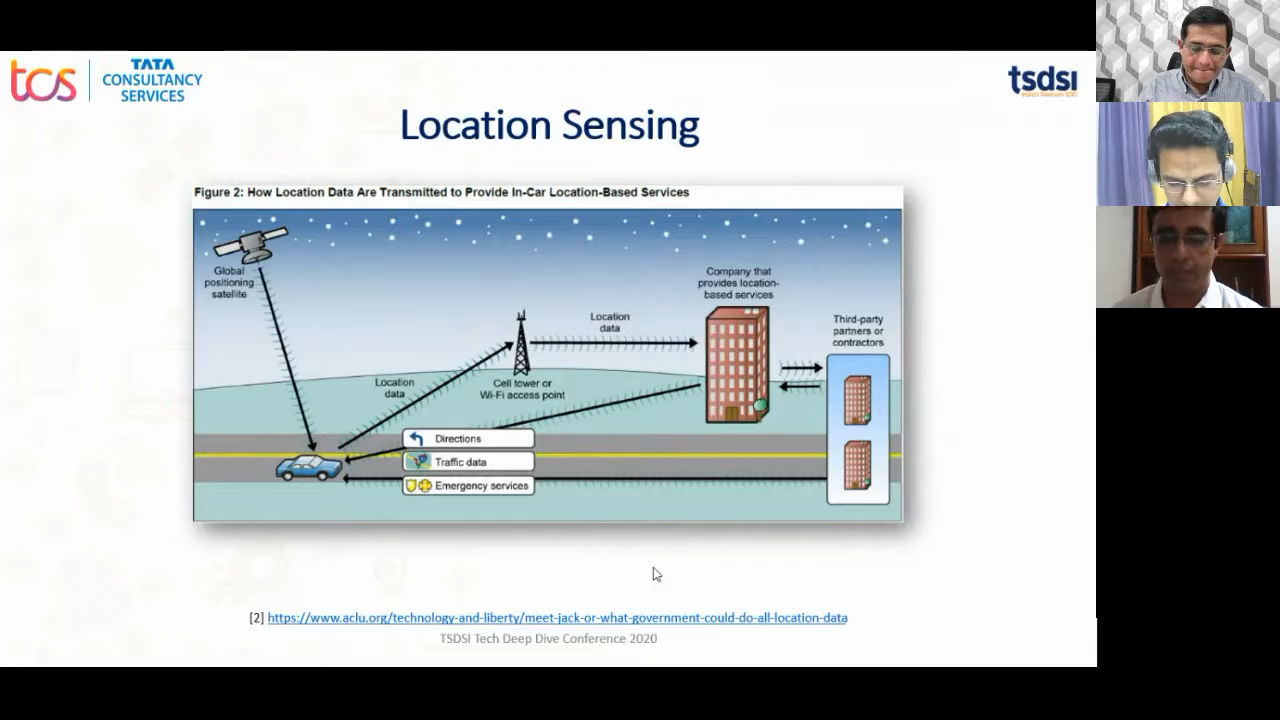 tcs
TATA
CONSULTANCY
SERVICES
tsdsi
India's Telecom SDO
Location Sensing
Figure 2: How Location Data Are Transmitted to Provide In-Car Location-Based Services
Global
positioning
satellite
Company that
provides location-
based services
Location
data
Third-party
partners or
contractors
Location
data
Cell tower or
Wi-Fi access point
Directions
Traffic data
Emergency services
[2] https://www.aclu.org/technology-and-liberty/meet-jack-or-what-government-could-do-all-location-data
TSDSI Tech Deep Dive Conference 2020